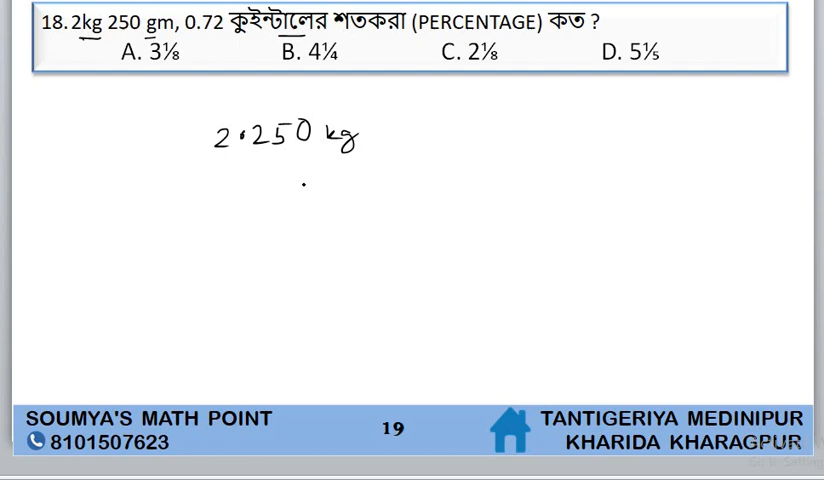 18. 2kg 250 gm, 0.72 কুইন্টালের শতকরা (PERCENTAGE) কত ?
A. 3⅛ B. 4¼ C. 2⅛ D. 5⅕
2.250 kg
SOUMYA'S MATH POINT
8101507623
19
TANTIGERIYA MEDINIPUR
KHARIDA KHARAGPUR